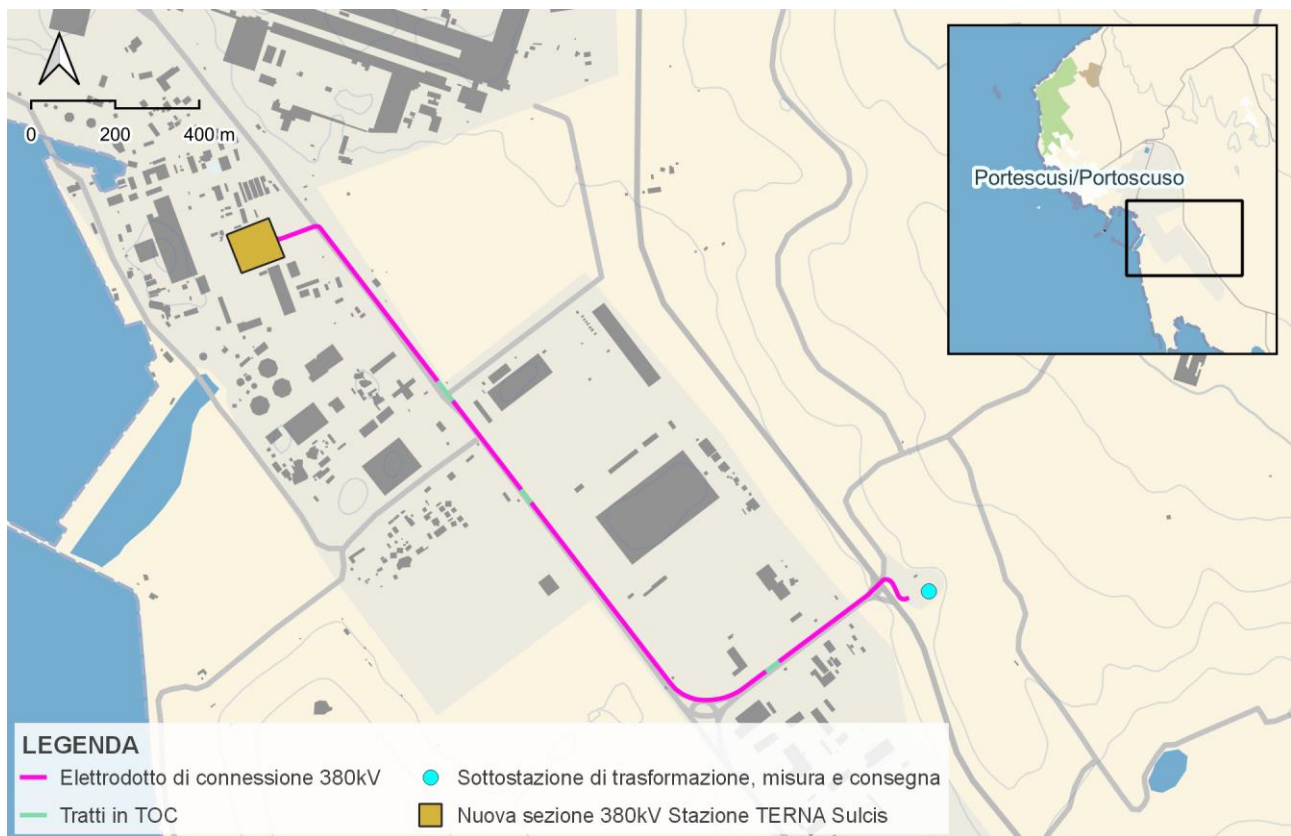 0
200
400 m
Portescusi/Portoscuso
LEGENDA
Elettrodotto di connessione 380kV
Sottostazione di trasformazione, misura e consegna
Tratti in TOC
Nuova sezione 380kV Stazione TERNA Sulcis